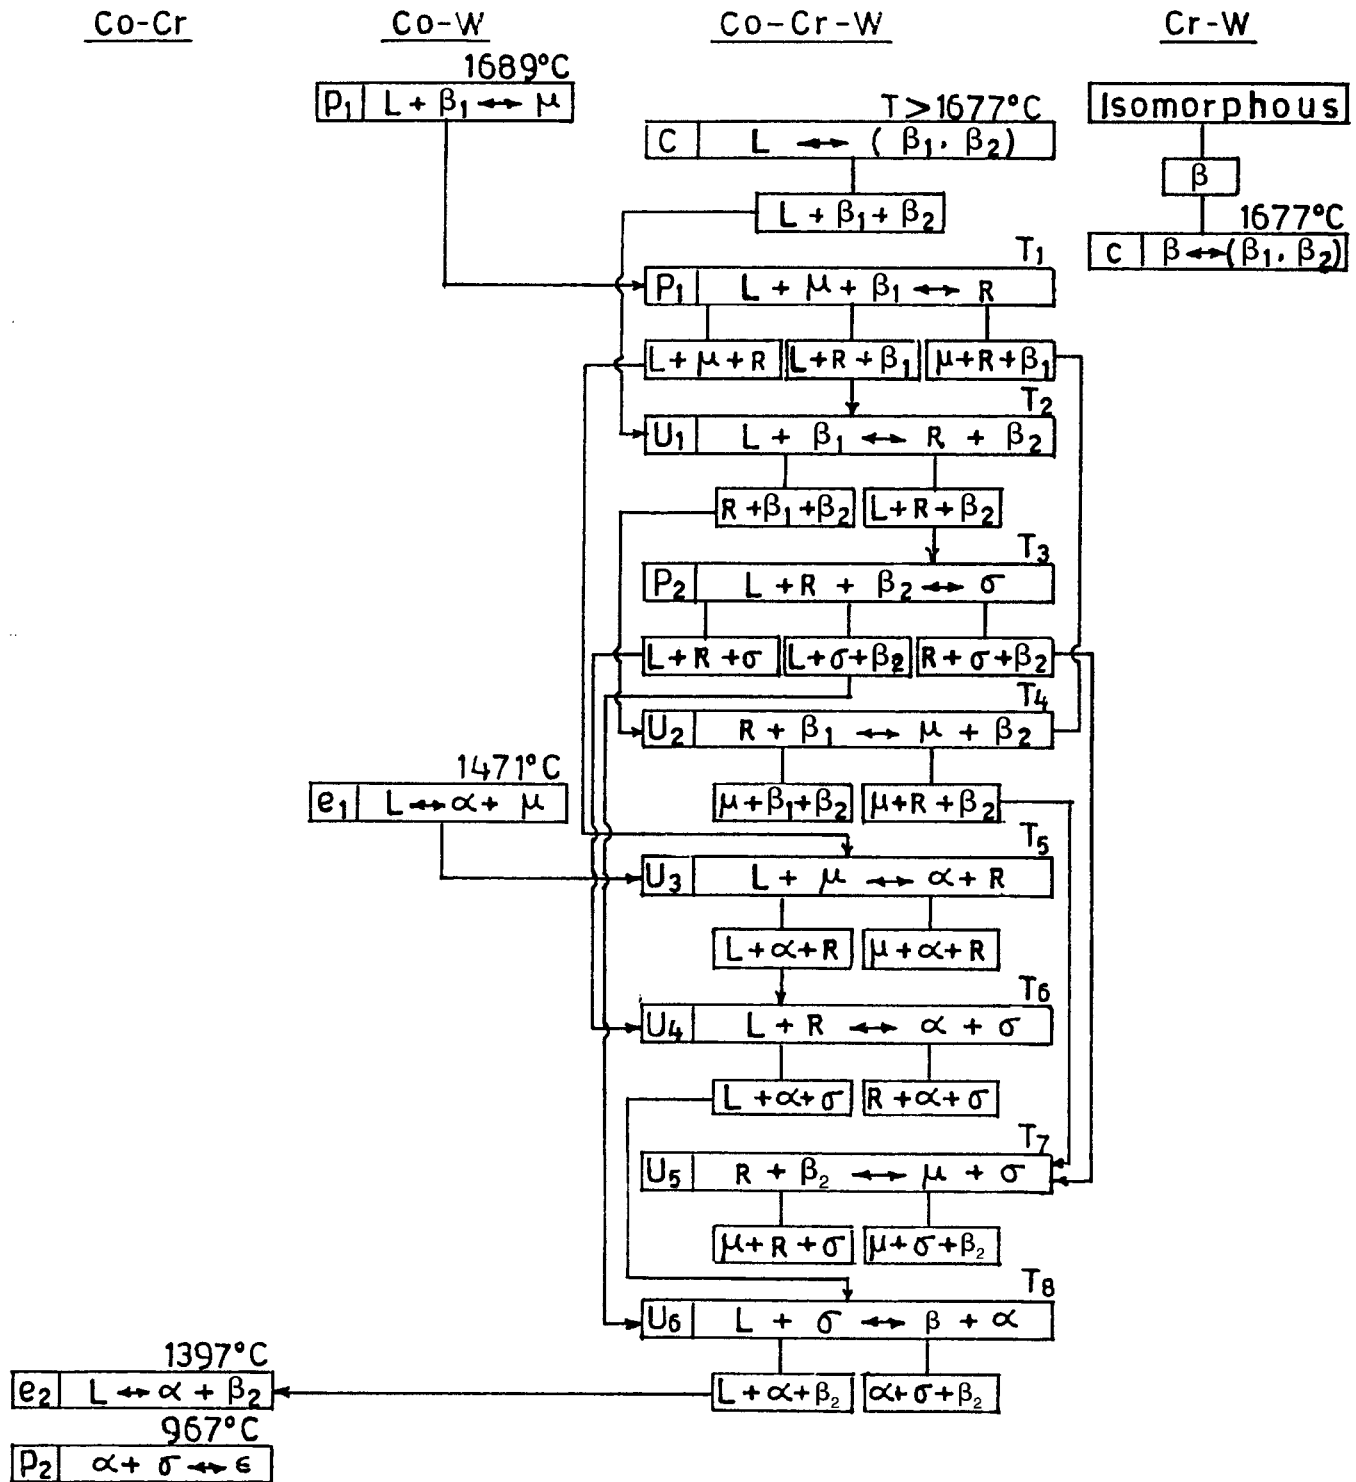 Co-Cr Co-W Co-Cr-W Cr-W
1689°C
P1 L + β1 ↔ μ
T > 1677°C
C L ↔ (β1, β2)
Isomorphous
β
L + β1 + β2
1677°C
C β ↔ (β1, β2)
T1
P1 L + μ + β1 ↔ R
L + μ + R L + R + β1 μ + R + β1
T2
U1 L + β1 ↔ R + β2
R + β1 + β2 L + R + β2
T3
P2 L + R + β2 ↔ σ
L + R + σ L + σ + β2 R + σ + β2
T4
U2 R + β1 ↔ μ + β2
1471°C
e1 L ↔ α + μ
μ + β1 + β2 μ + R + β2
T5
U3 L + μ ↔ α + R
L + α + R μ + α + R
T6
U4 L + R ↔ α + σ
L + α + σ R + α + σ
T7
U5 R + β2 ↔ μ + σ
μ + R + σ μ + σ + β2
T8
U6 L + σ ↔ β + α
1397°C
e2 L ↔ α + β2
L + α + β2 α + σ + β2
967°C
P2 α + σ ↔ ϵ